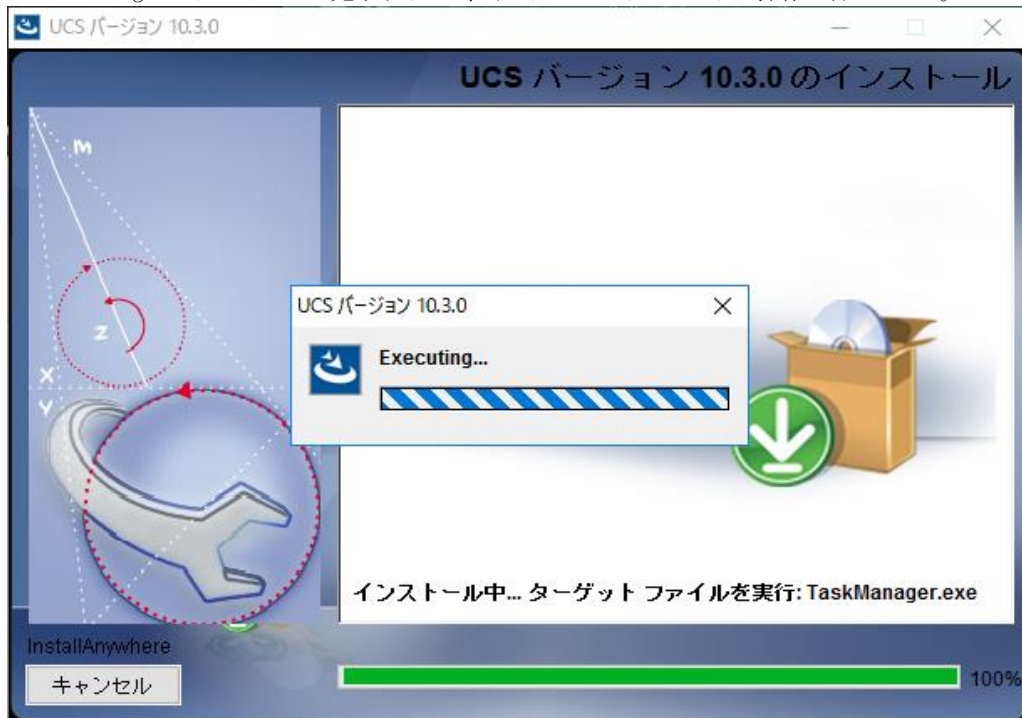 UCS バージョン 10.3.0
UCS バージョン 10.3.0 のインストール
m
z
X
Y
UCS バージョン 10.3.0
Executing...
インストール中... ターゲット ファイルを実行: TaskManager.exe
InstallAnywhere
キャンセル
100%